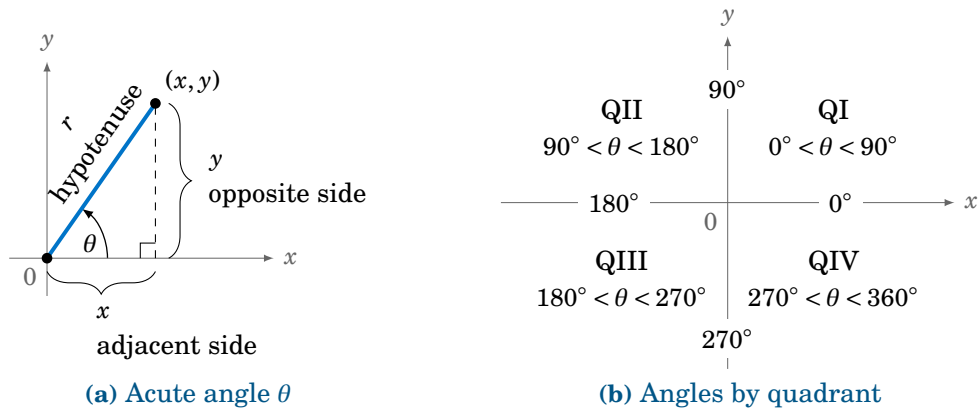 y
(x, y)
r
hypotenuse
y
opposite side
θ
x
0
x
adjacent side
(a) Acute angle θ
y
90°
QII
90° < θ < 180°
QI
0° < θ < 90°
180°
0°
x
0
QIII
180° < θ < 270°
QIV
270° < θ < 360°
270°
(b) Angles by quadrant